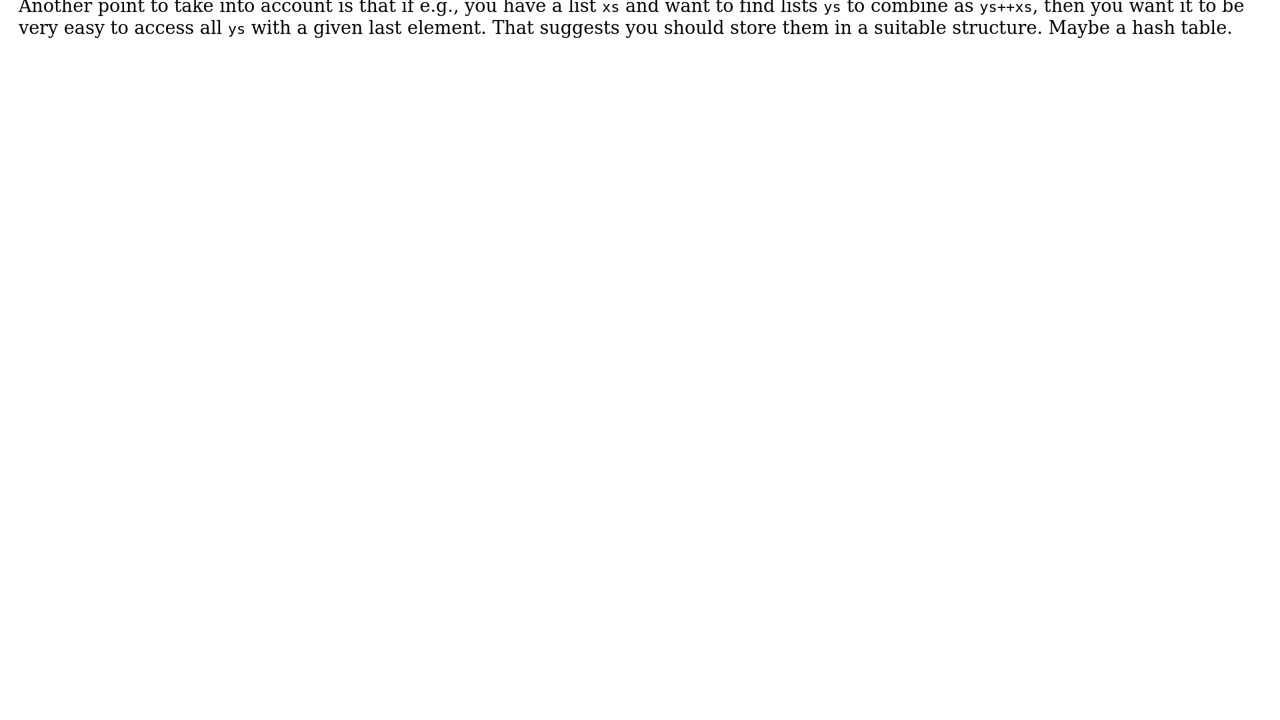 Another point to take into account is that if e.g., you have a list xs and want to find lists ys to combine as ys++xs, then you want it to be
very easy to access all ys with a given last element. That suggests you should store them in a suitable structure. Maybe a hash table.